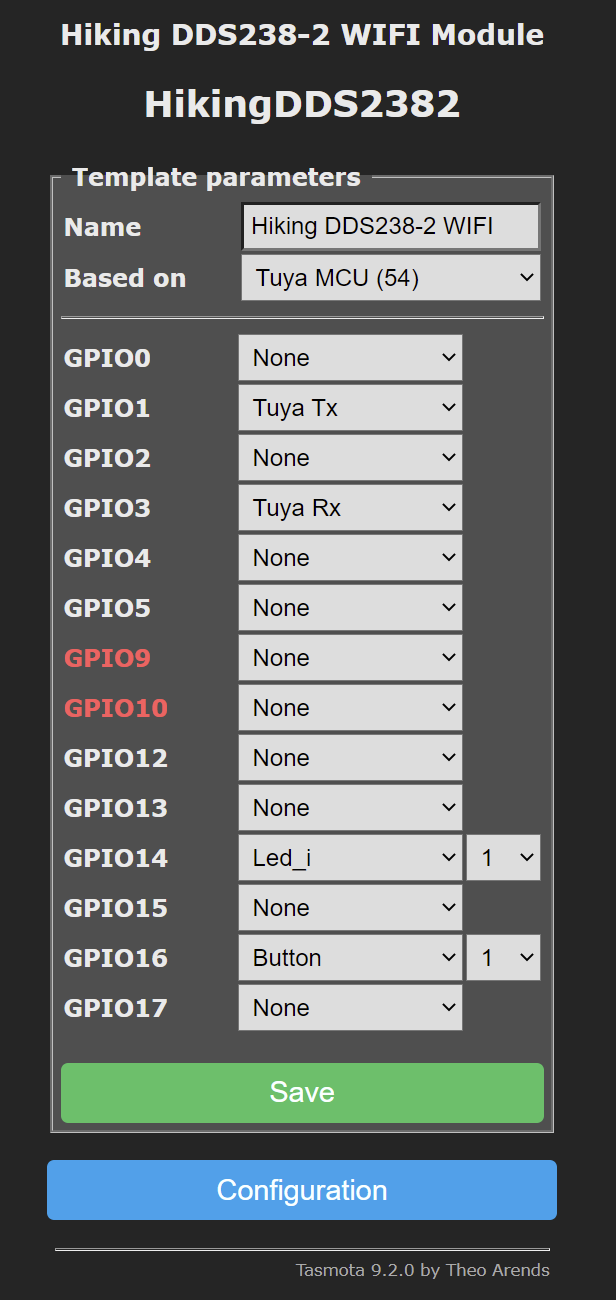 Hiking DDS238-2 WIFI Module
HikingDDS2382
Template parameters
Name Hiking DDS238-2 WIFI
Based on Tuya MCU (54)
GPIO0 None
GPIO1 Tuya Tx
GPIO2 None
GPIO3 Tuya Rx
GPIO4 None
GPIO5 None
GPIO9 None
GPIO10 None
GPIO12 None
GPIO13 None
GPIO14 Led_i 1
GPIO15 None
GPIO16 Button 1
GPIO17 None
Save
Configuration
Tasmota 9.2.0 by Theo Arends